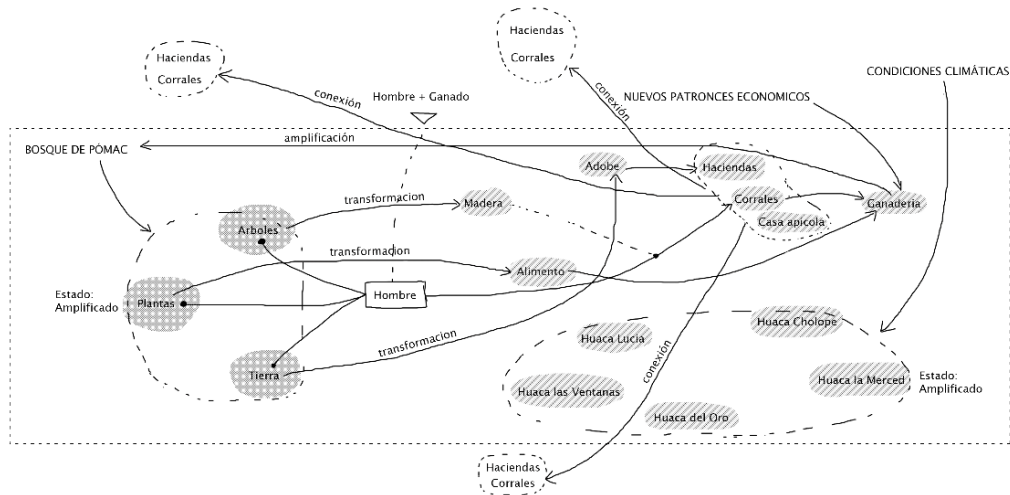 Haciendas
Corrales
Haciendas
Corrales
CONDICIONES CLIMÁTICAS
conexión
Hombre + Ganado
conexión
NUEVOS PATRONCES ECONOMICOS
amplificación
BOSQUE DE PÓMAC
Adobe
Haciendas
transformacion
Madera
Corrales
Ganaderia
Arboles
Casa apicola
transformacion
Alimento
Estado:
Amplificado
Plantas
Hombre
Huaca Cholope
Huaca Lucia
transformacion
conexión
Tierra
Huaca la Merced
Estado:
Amplificado
Huaca las Ventanas
Huaca del Oro
Haciendas
Corrales